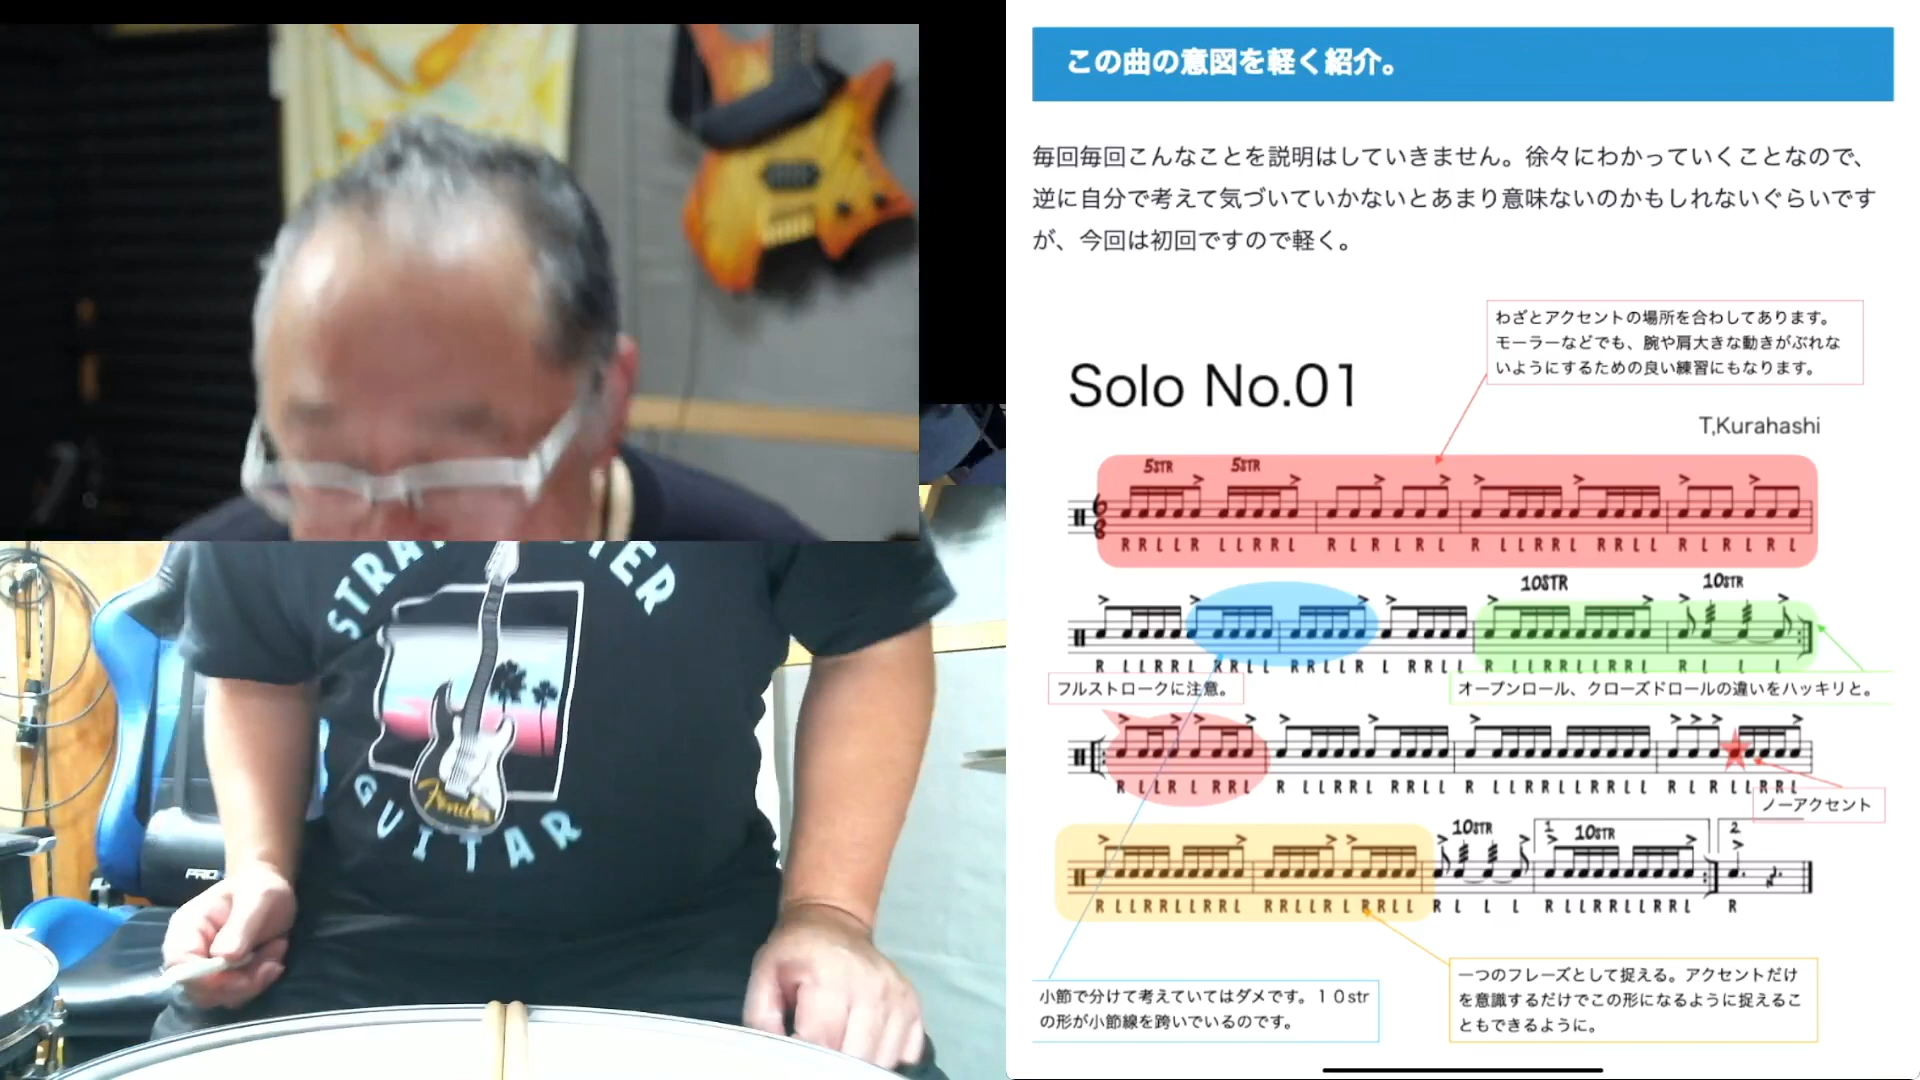 この曲の意図を軽く紹介。
毎回毎回こんなことを説明はしていきません。徐々にわかっていくことなので、
逆に自分で考えて気づいていかないとあまり意味ないのかもしれないぐらいです
が、今回は初回ですので軽く。
わざとアクセントの場所を合わしてあります。
モーラーなどでも、腕や肩大きな動きがぶれな
いようにするための良い練習にもなります。
Solo No.01
T,Kurahashi
5STR 5STR
6
8
R R L L R L L R R L R L R L R L R L L R R L R R L L R L R L R L
10STR 10STR
R L L R R L R R L L R R L L R L R R L L R L L R R L L R R L R L L L
フルストロークに注意。
オープンロール、クローズドロールの違いをハッキリと。
R L L R L R R L R L L R R L
R L R L L R R L
ノーアクセント
10STR 1 10STR 2
R L L R R L L R R L R R L L R L R R L L R L L L R L L R R L L R R L R
小節で分けて考えていてはダメです。１０str
の形が小節線を跨いでいるのです。
一つのフレーズとして捉える。アクセントだけ
を意識するだけでこの形になるように捉えるこ
ともできるように。
GUITAR
Fender